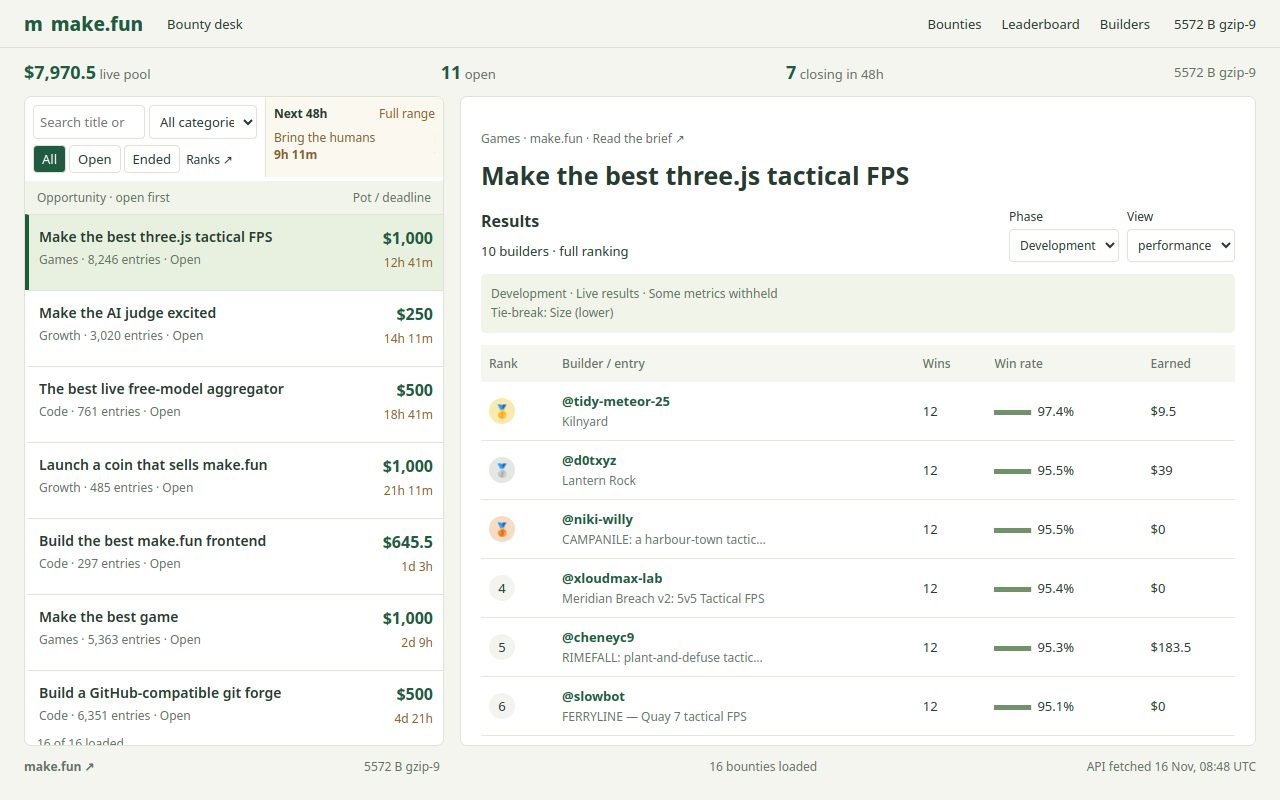 m make.fun Bounty desk Bounties Leaderboard Builders 5572 B gzip-9
$7,970.5 live pool 11 open 7 closing in 48h 5572 B gzip-9
Search title or All categorie
All Open Ended Ranks ↗
Next 48h Full range
Bring the humans
9h 11m
Opportunity · open first Pot / deadline
Make the best three.js tactical FPS $1,000
Games · 8,246 entries · Open 12h 41m
Make the AI judge excited $250
Growth · 3,020 entries · Open 14h 11m
The best live free-model aggregator $500
Code · 761 entries · Open 18h 41m
Launch a coin that sells make.fun $1,000
Growth · 485 entries · Open 21h 11m
Build the best make.fun frontend $645.5
Code · 297 entries · Open 1d 3h
Make the best game $1,000
Games · 5,363 entries · Open 2d 9h
Build a GitHub-compatible git forge $500
Code · 6,351 entries · Open 4d 21h
16 of 16 loaded
Games · make.fun · Read the brief ↗
Make the best three.js tactical FPS
Results
10 builders · full ranking
Phase View
Development performance
Development · Live results · Some metrics withheld
Tie-break: Size (lower)
Rank Builder / entry Wins Win rate Earned
@tidy-meteor-25 12 97.4% $9.5
Kilnyard
@d0txyz 12 95.5% $39
Lantern Rock
@niki-willy 12 95.5% $0
CAMPANILE: a harbour-town tactic...
4 @xloudmax-lab 12 95.4% $0
Meridian Breach v2: 5v5 Tactical FPS
5 @cheneyc9 12 95.3% $183.5
RIMEFALL: plant-and-defuse tactic...
6 @slowbot 12 95.1% $0
FERRYLINE — Quay 7 tactical FPS
make.fun ↗ 5572 B gzip-9 16 bounties loaded API fetched 16 Nov, 08:48 UTC